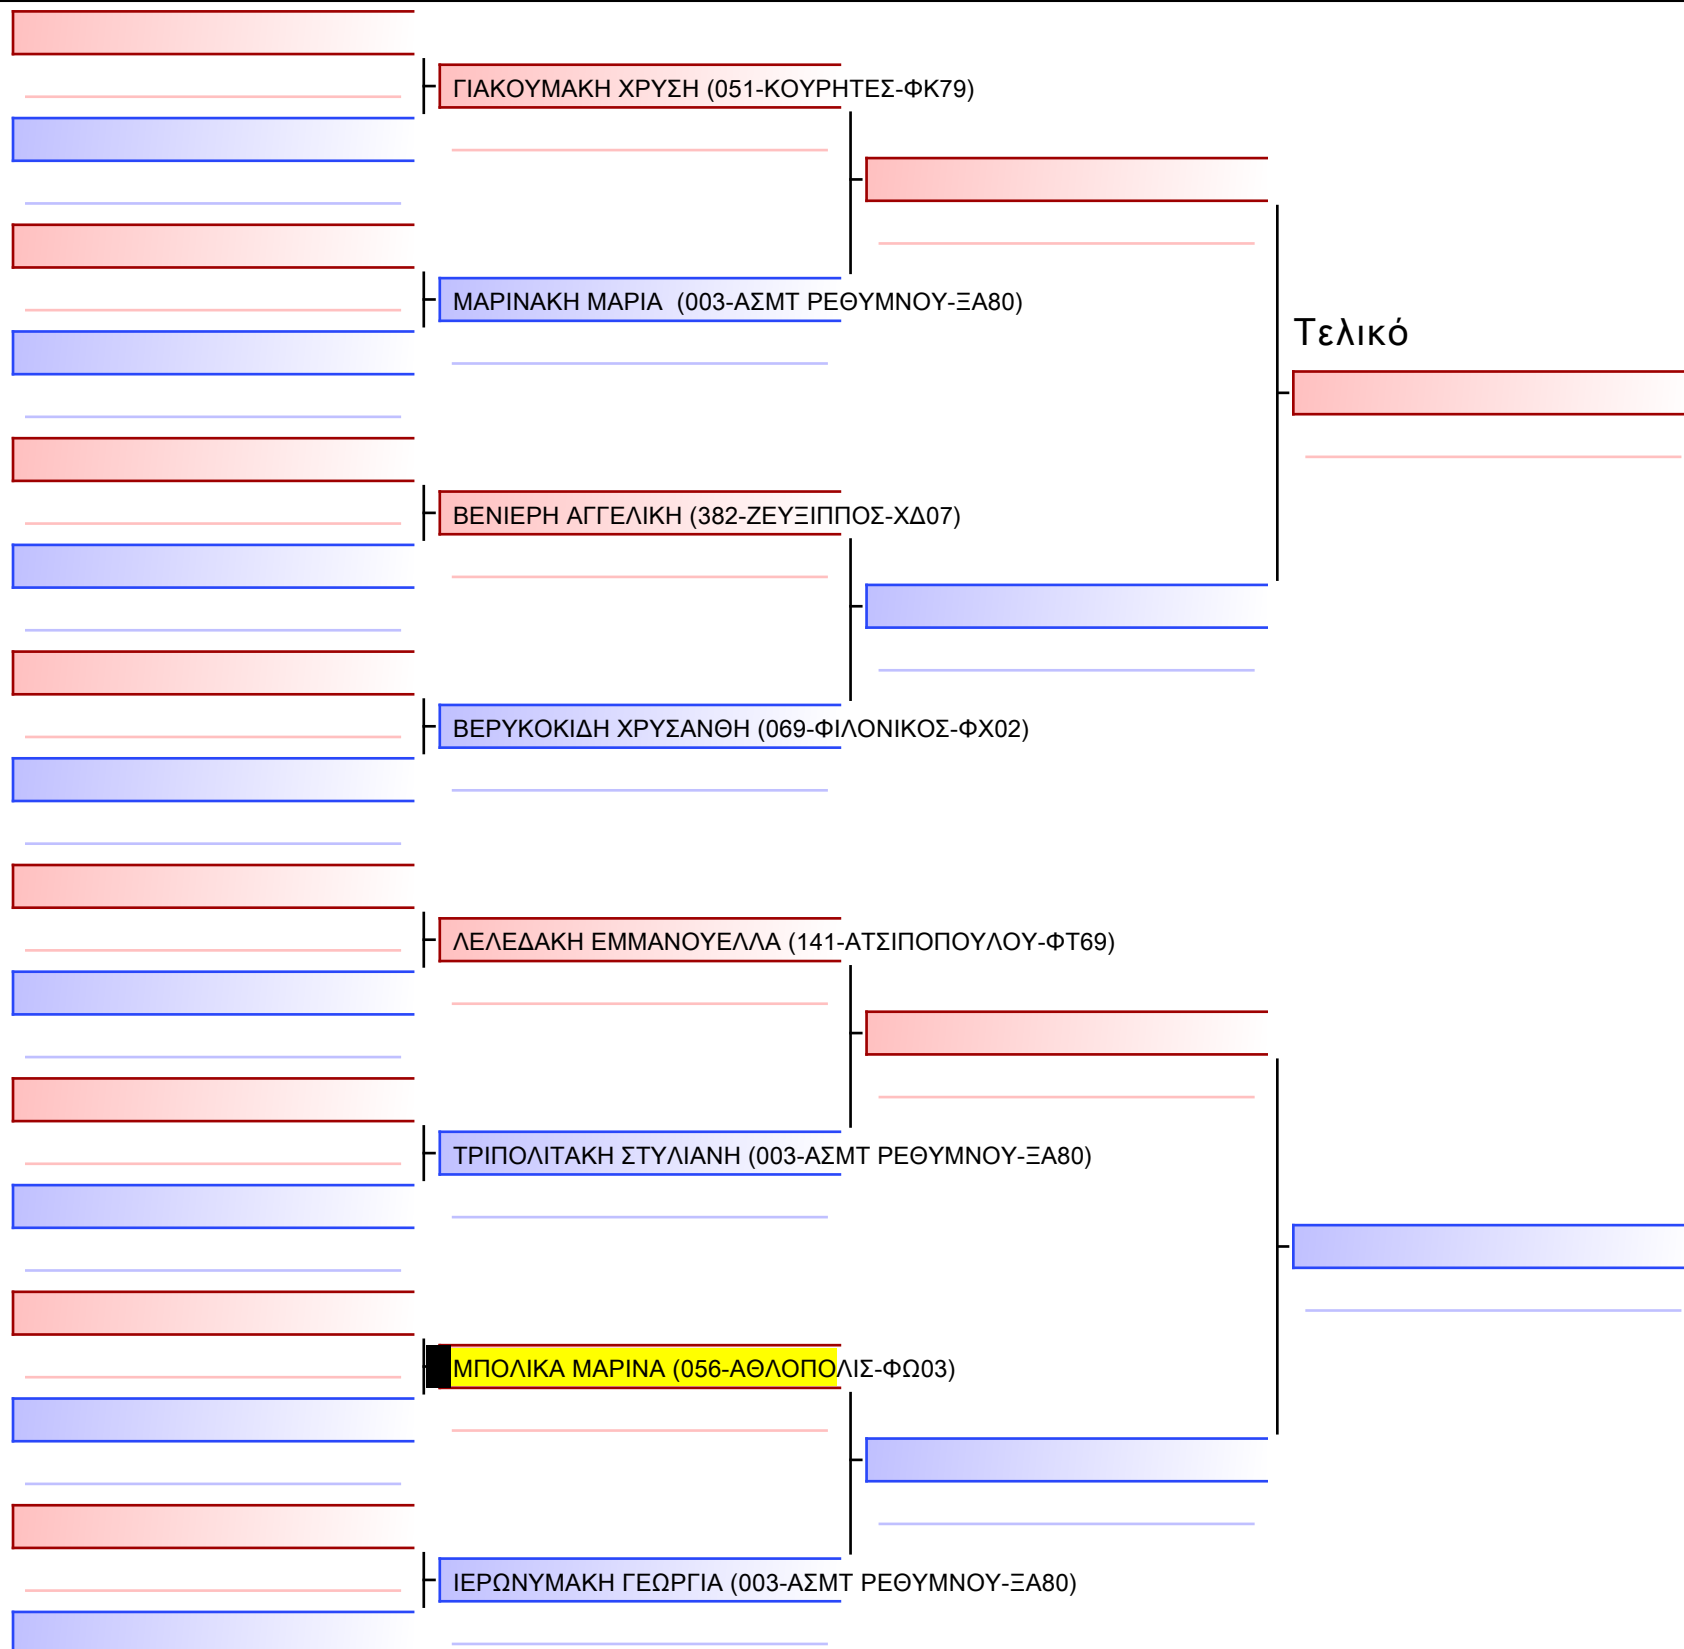 ΓΙΑΚΟΥΜΑΚΗ ΧΡΥΣΗ (051-ΚΟΥΡΗΤΕΣ-ΦΚ79)
ΜΑΡΙΝΑΚΗ ΜΑΡΙΑ (003-ΑΣΜΤ ΡΕΘΥΜΝΟΥ-ΞΑ80)
Τελικό
ΒΕΝΙΕΡΗ ΑΓΓΕΛΙΚΗ (382-ΖΕΥΞΙΠΠΟΣ-ΧΔ07)
ΒΕΡΥΚΟΚΙΔΗ ΧΡΥΣΑΝΘΗ (069-ΦΙΛΟΝΙΚΟΣ-ΦΧ02)
ΛΕΛΕΔΑΚΗ ΕΜΜΑΝΟΥΕΛΛΑ (141-ΑΤΣΙΠΟΠΟΥΛΟΥ-ΦΤ69)
ΤΡΙΠΟΛΙΤΑΚΗ ΣΤΥΛΙΑΝΗ (003-ΑΣΜΤ ΡΕΘΥΜΝΟΥ-ΞΑ80)
ΜΠΟΛΙΚΑ ΜΑΡΙΝΑ (056-ΑΘΛΟΠΟΛΙΣ-ΦΩ03)
ΙΕΡΩΝΥΜΑΚΗ ΓΕΩΡΓΙΑ (003-ΑΣΜΤ ΡΕΘΥΜΝΟΥ-ΞΑ80)